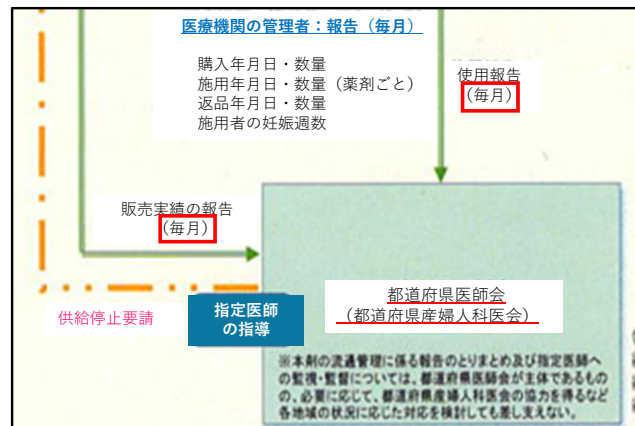 医療機関の管理者：報告（毎月）
購入年月日・数量
施用年月日・数量（薬剤ごと）
返品年月日・数量
施用者の妊娠週数
使用報告
（毎月）
販売実績の報告
（毎月）
都道府県医師会
（都道府県産婦人科医会）
指定医師
の指導
供給停止要請
※本剤の流通管理に係る報告のとりまとめ及び指定医師へ
の監視・監督については、都道府県医師会が主体であるもの
の、必要に応じて、都道府県産婦人科医会の協力を得るなど
各地域の状況に応じた対応を検討しても差し支えない。